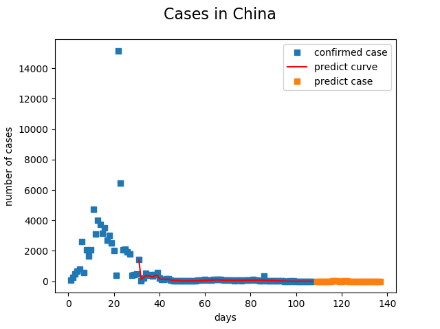 Cases in China
confirmed case
predict curve
predict case
number of cases
14000
12000
10000
8000
6000
4000
2000
0
0 20 40 60 80 100 120 140
days